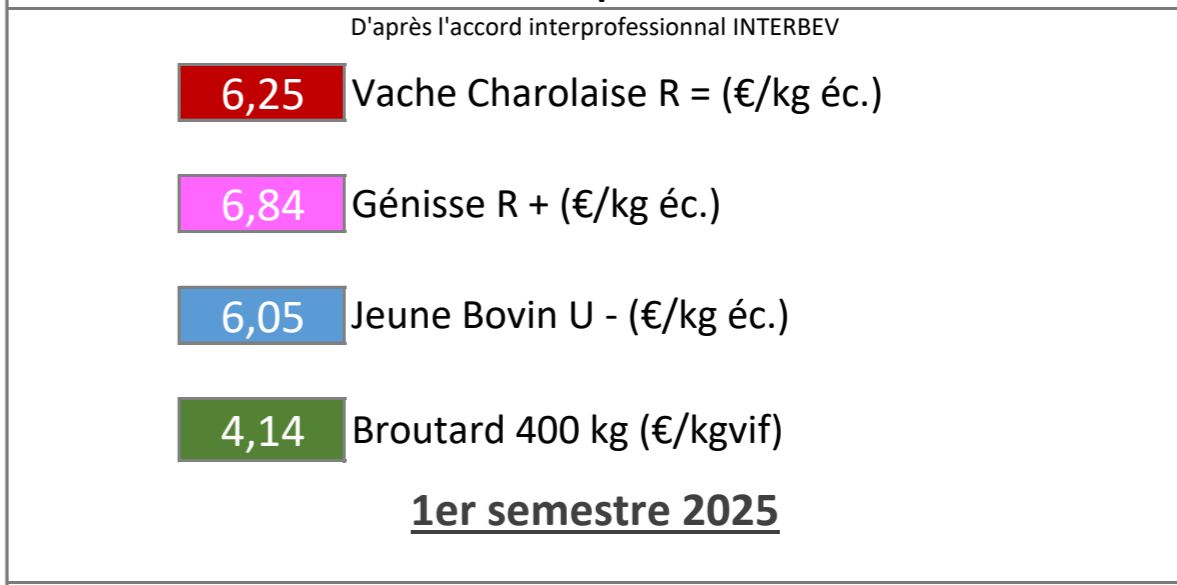 D'après l'accord interprofessionnal INTERBEV
6,25 Vache Charolaise R = (€/kg éc.)
6,84 Génisse R + (€/kg éc.)
6,05 Jeune Bovin U - (€/kg éc.)
4,14 Broutard 400 kg (€/kgvif)
1er semestre 2025